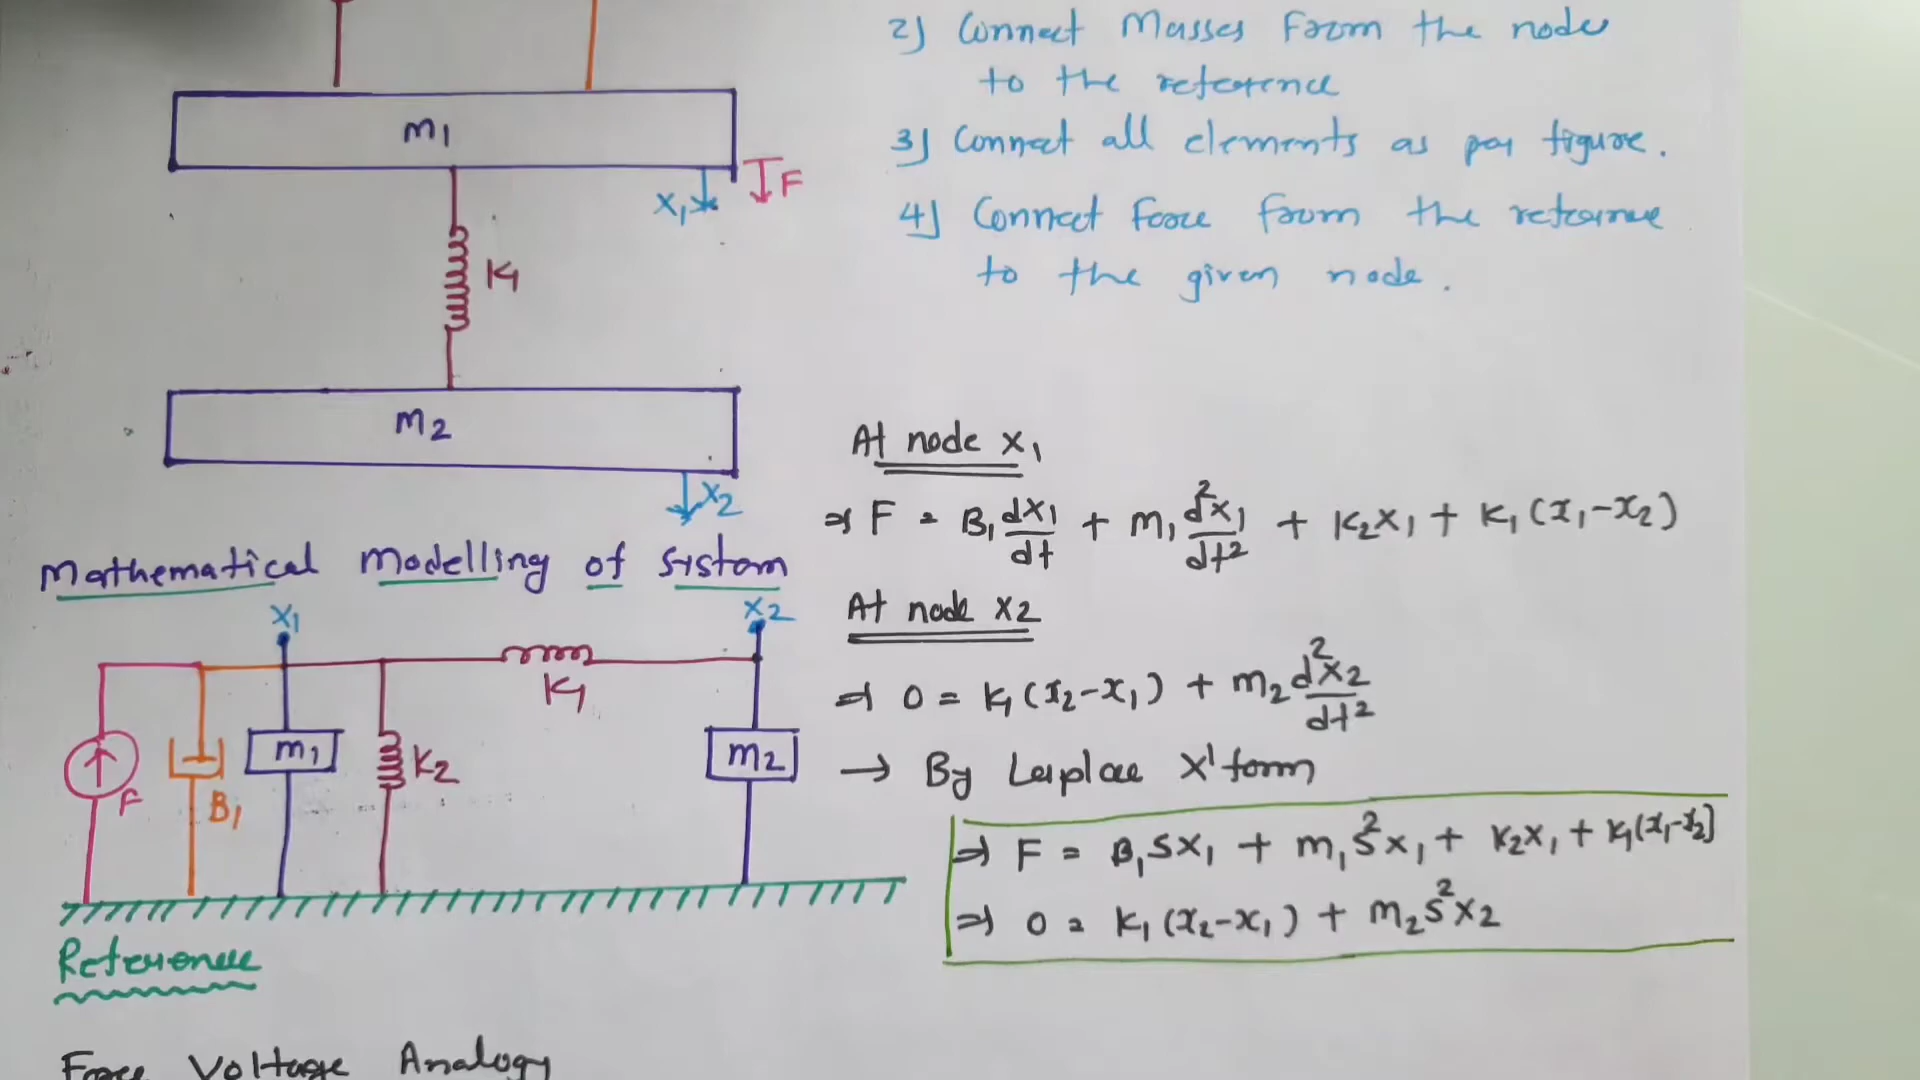 2) Connect Masses From the node
to the reference
3) Connect all elements as per figure.
4) Connect Force from the reference
to the given node.
m1
X1
F
K1
m2
X2
At node X1
⇒ F = B1 dX1/dt + m1 d²X1/dt² + K2X1 + K1(x1-x2)
Mathematical Modelling of System
At node X2
⇒ 0 = K1(x2-x1) + m2 d²x2/dt²
X1
X2
K1
F
B1
m1
K2
m2
→ By Laplace X'form
⇒ F = B1SX1 + m1S²X1 + K2X1 + K1(x1-x2)
⇒ 0 = K1(x2-x1) + m2S²X2
Reference
Force Voltage Analogy